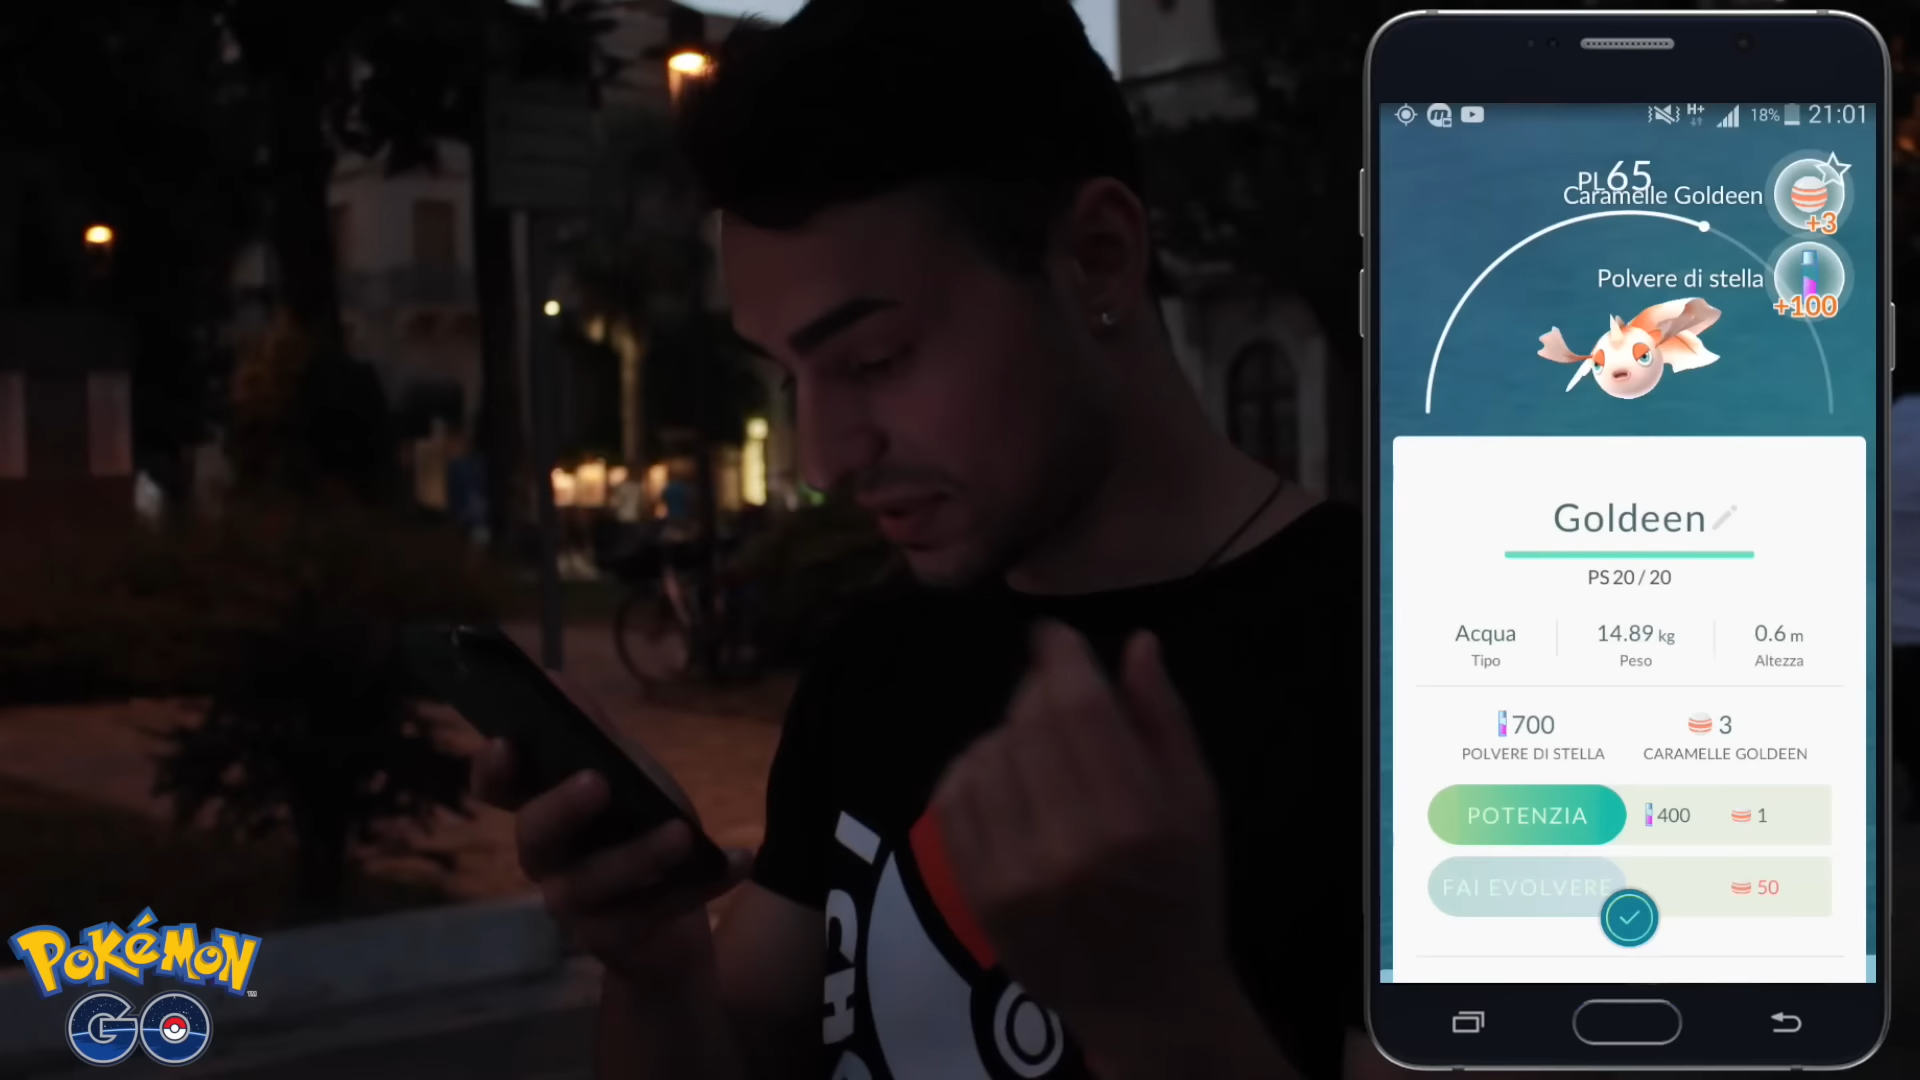 18% 21:01
PL65
Caramelle Goldeen
+3
Polvere di stella
+100
Goldeen
PS 20 / 20
Acqua
14.89 kg
0.6 m
Tipo
Peso
Altezza
700
3
POLVERE DI STELLA
CARAMELLE GOLDEEN
POTENZIA
400
1
FAI EVOLVERE
50
I CH
POKÉMON
GO